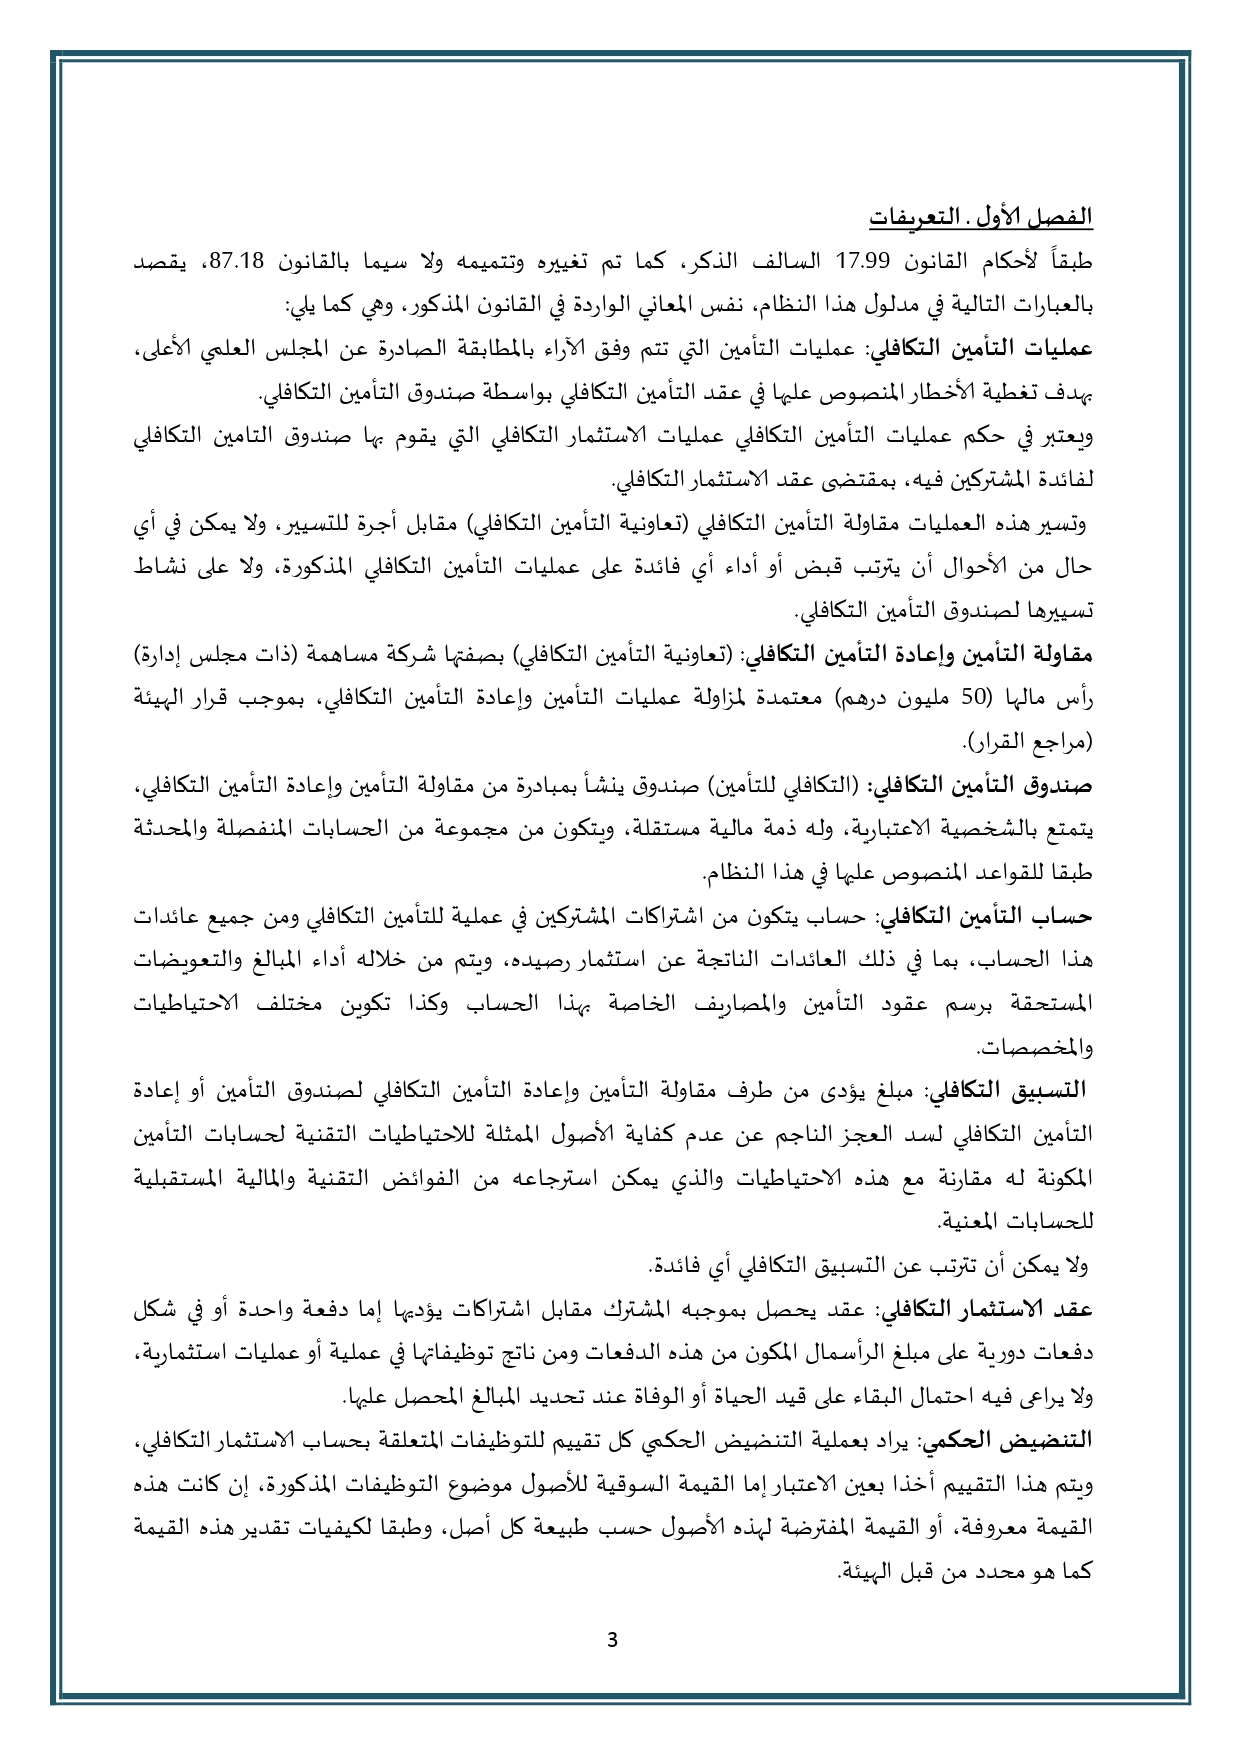 الفصل الأول . التعريفات
طبقاً لأحكام القانون 17.99 السالف الذكر، كما تم تغييره وتتميمه ولا سيما بالقانون 87.18، يقصد
بالعبارات التالية في مدلول هذا النظام، نفس المعاني الواردة في القانون المذكور، وهي كما يلي:
عمليات التأمين التكافلي: عمليات التأمين التي تتم وفق الآراء بالمطابقة الصادرة عن المجلس العلمي الأعلى،
بهدف تغطية الأخطار المنصوص عليها في عقد التأمين التكافلي بواسطة صندوق التأمين التكافلي.
ويعتبر في حكم عمليات التأمين التكافلي عمليات الاستثمار التكافلي التي يقوم بها صندوق التامين التكافلي
لفائدة المشتركين فيه، بمقتضى عقد الاستثمار التكافلي.
وتسير هذه العمليات مقاولة التأمين التكافلي (تعاونية التأمين التكافلي) مقابل أجرة للتسيير، ولا يمكن في أي
حال من الأحوال أن يترتب قبض أو أداء أي فائدة على عمليات التأمين التكافلي المذكورة، ولا على نشاط
تسييرها لصندوق التأمين التكافلي.
مقاولة التأمين وإعادة التأمين التكافلي: (تعاونية التأمين التكافلي) بصفتها شركة مساهمة (ذات مجلس إدارة)
رأس مالها (50 مليون درهم) معتمدة لمزاولة عمليات التأمين وإعادة التأمين التكافلي، بموجب قرار الهيئة
(مراجع القرار).
صندوق التأمين التكافلي: (التكافلي للتأمين) صندوق ينشأ بمبادرة من مقاولة التأمين وإعادة التأمين التكافلي،
يتمتع بالشخصية الاعتبارية، وله ذمة مالية مستقلة، ويتكون من مجموعة من الحسابات المنفصلة والمحدثة
طبقا للقواعد المنصوص عليها في هذا النظام.
حساب التأمين التكافلي: حساب يتكون من اشتراكات المشتركين في عملية للتأمين التكافلي ومن جميع عائدات
هذا الحساب، بما في ذلك العائدات الناتجة عن استثمار رصيده، ويتم من خلاله أداء المبالغ والتعويضات
المستحقة برسم عقود التأمين والمصاريف الخاصة بهذا الحساب وكذا تكوين مختلف الاحتياطيات
والمخصصات.
التسبيق التكافلي: مبلغ يؤدى من طرف مقاولة التأمين وإعادة التأمين التكافلي لصندوق التأمين أو إعادة
التأمين التكافلي لسد العجز الناجم عن عدم كفاية الأصول الممثلة للاحتياطيات التقنية لحسابات التأمين
المكونة له مقارنة مع هذه الاحتياطيات والذي يمكن استرجاعه من الفوائض التقنية والمالية المستقبلية
للحسابات المعنية.
ولا يمكن أن تترتب عن التسبيق التكافلي أي فائدة.
عقد الاستثمار التكافلي: عقد يحصل بموجبه المشترك مقابل اشتراكات يؤديها إما دفعة واحدة أو في شكل
دفعات دورية على مبلغ الرأسمال المكون من هذه الدفعات ومن ناتج توظيفاتها في عملية أو عمليات استثمارية،
ولا يراعى فيه احتمال البقاء على قيد الحياة أو الوفاة عند تحديد المبالغ المحصل عليها.
التنضيض الحكمي: يراد بعملية التنضيض الحكمي كل تقييم للتوظيفات المتعلقة بحساب الاستثمار التكافلي،
ويتم هذا التقييم أخذا بعين الاعتبار إما القيمة السوقية للأصول موضوع التوظيفات المذكورة، إن كانت هذه
القيمة معروفة، أو القيمة المفترضة لهذه الأصول حسب طبيعة كل أصل، وطبقا لكيفيات تقدير هذه القيمة
كما هو محدد من قبل الهيئة.
3